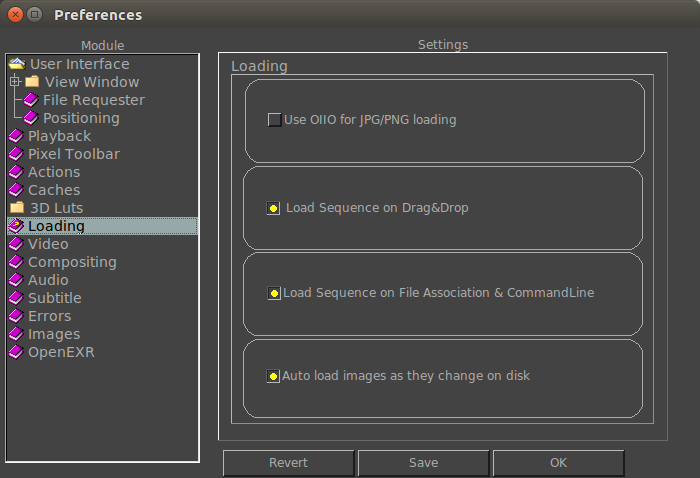 Preferences
Module
User Interface
View Window
File Requester
Positioning
Playback
Pixel Toolbar
Actions
Caches
3D Luts
Loading
Video
Compositing
Audio
Subtitle
Errors
Images
OpenEXR
Settings
Loading
Use OIIO for JPG/PNG loading
Load Sequence on Drag&Drop
Load Sequence on File Association & CommandLine
Auto load images as they change on disk
Revert
Save
OK